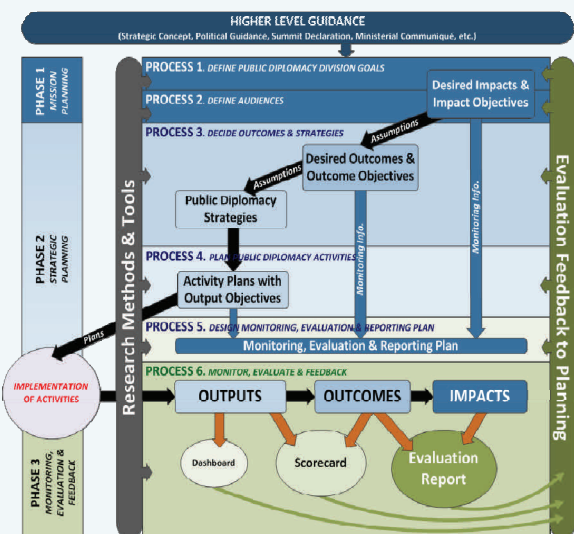 HIGHER LEVEL GUIDANCE
(Strategic Concept, Political Guidance, Summit Declaration, Ministerial Communiqué, etc.)
PHASE 1
MISSION
PLANNING
PHASE 2
STRATEGIC
PLANNING
PHASE 3
MONITORING,
EVALUATION &
FEEDBACK
Research Methods & Tools
PROCESS 1. DEFINE PUBLIC DIPLOMACY DIVISION GOALS
PROCESS 2. DEFINE AUDIENCES
Desired Impacts &
Impact Objectives
PROCESS 3. DECIDE OUTCOMES & STRATEGIES
Assumptions
Desired Outcomes &
Outcome Objectives
Assumptions
Public Diplomacy
Strategies
Monitoring Info.
Monitoring Info.
PROCESS 4. PLAN PUBLIC DIPLOMACY ACTIVITIES
Activity Plans with
Output Objectives
Plans
PROCESS 5. DESIGN MONITORING, EVALUATION & REPORTING PLAN
Monitoring, Evaluation & Reporting Plan
IMPLEMENTATION
OF ACTIVITIES
PROCESS 6. MONITOR, EVALUATE & FEEDBACK
OUTPUTS
OUTCOMES
IMPACTS
Dashboard
Scorecard
Evaluation
Report
Evaluation Feedback to Planning